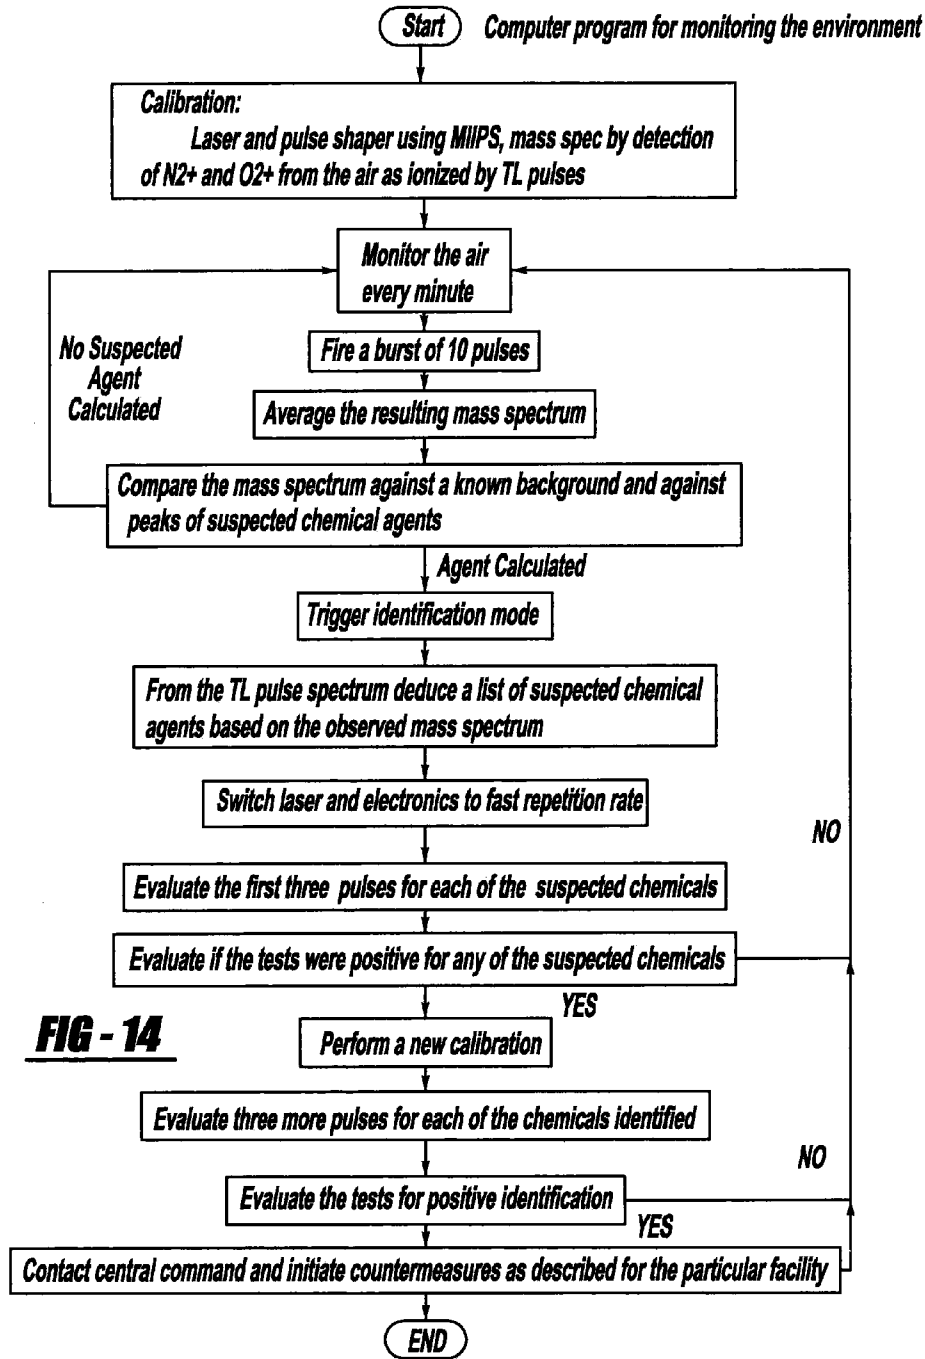 Start
Computer program for monitoring the environment
Calibration:
Laser and pulse shaper using MIIPS, mass spec by detection
of N2+ and O2+ from the air as ionized by TL pulses
Monitor the air
every minute
No Suspected
Agent
Calculated
Fire a burst of 10 pulses
Average the resulting mass spectrum
Compare the mass spectrum against a known background and against
peaks of suspected chemical agents
Agent Calculated
Trigger identification mode
From the TL pulse spectrum deduce a list of suspected chemical
agents based on the observed mass spectrum
Switch laser and electronics to fast repetition rate
NO
Evaluate the first three pulses for each of the suspected chemicals
Evaluate if the tests were positive for any of the suspected chemicals
YES
FIG - 14
Perform a new calibration
Evaluate three more pulses for each of the chemicals identified
NO
Evaluate the tests for positive identification
YES
Contact central command and initiate countermeasures as described for the particular facility
END